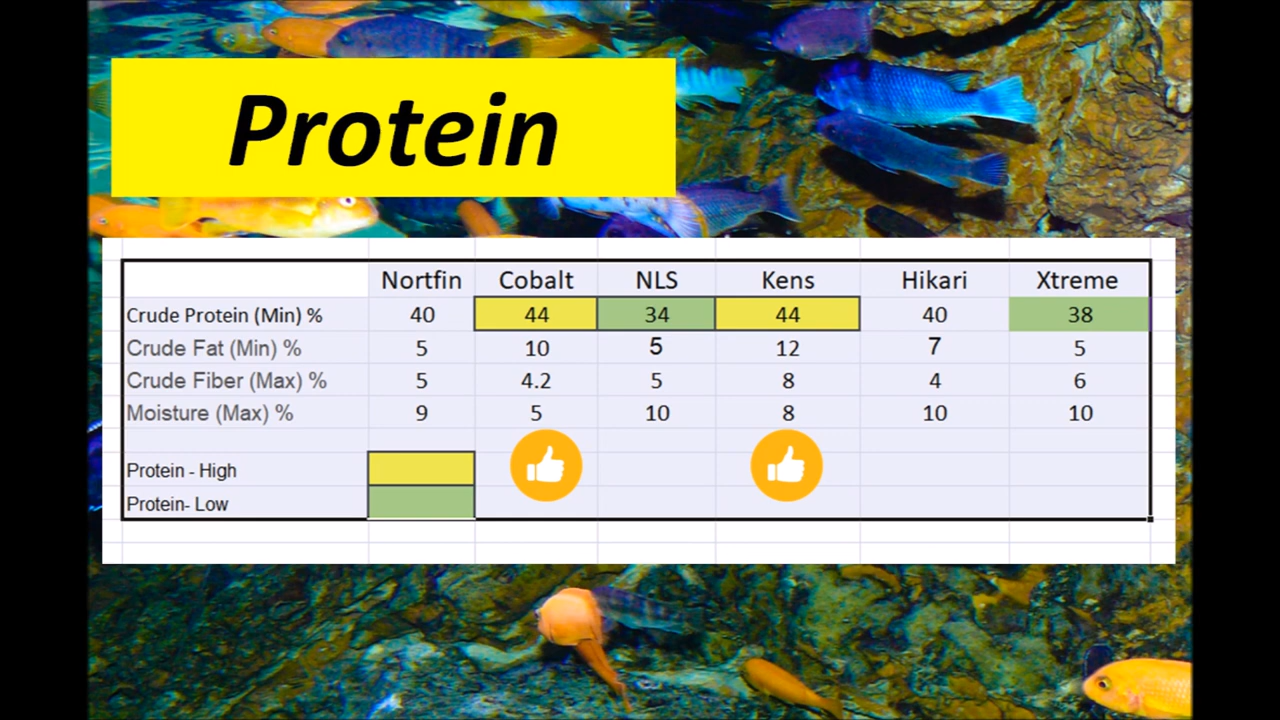 Protein
Nortfin Cobalt NLS Kens Hikari Xtreme
Crude Protein (Min) % 40 44 34 44 40 38
Crude Fat (Min) % 5 10 5 12 7 5
Crude Fiber (Max) % 5 4.2 5 8 4 6
Moisture (Max) % 9 5 10 8 10 10
Protein - High
Protein- Low